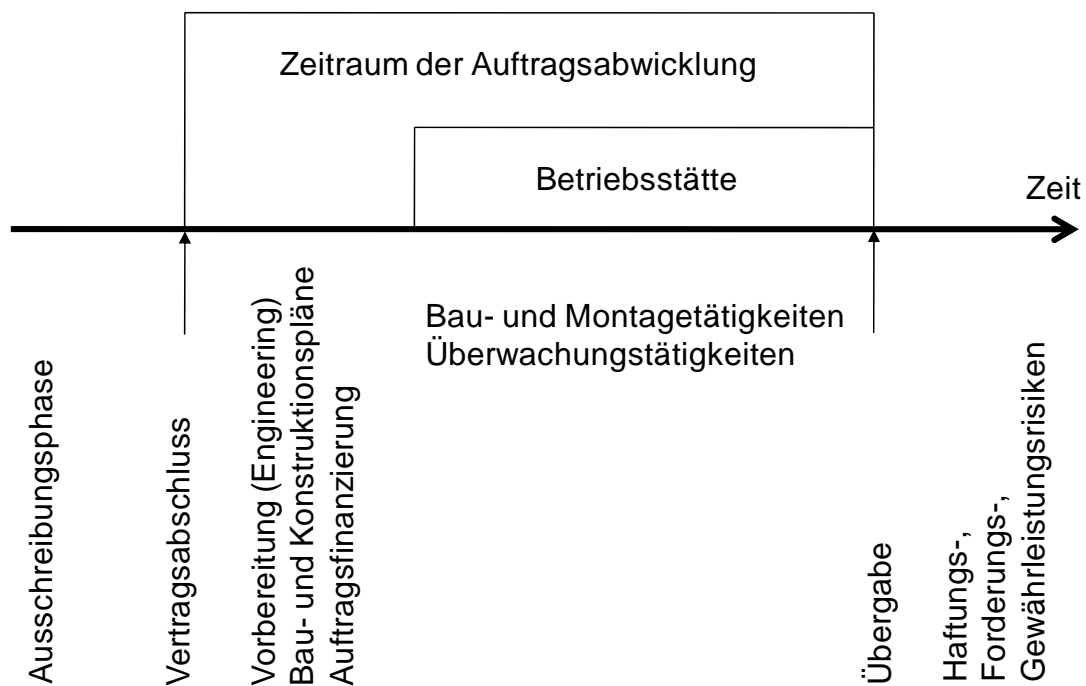 Zeitraum der Auftragsabwicklung
Betriebsstätte
Zeit
Bau- und Montagetätigkeiten
Überwachungstätigkeiten
Ausschreibungsphase
Vertragsabschluss
Vorbereitung (Engineering)
Bau- und Konstruktionspläne
Auftragsfinanzierung
Übergabe
Haftungs-,
Forderungs-,
Gewährleistungsrisiken